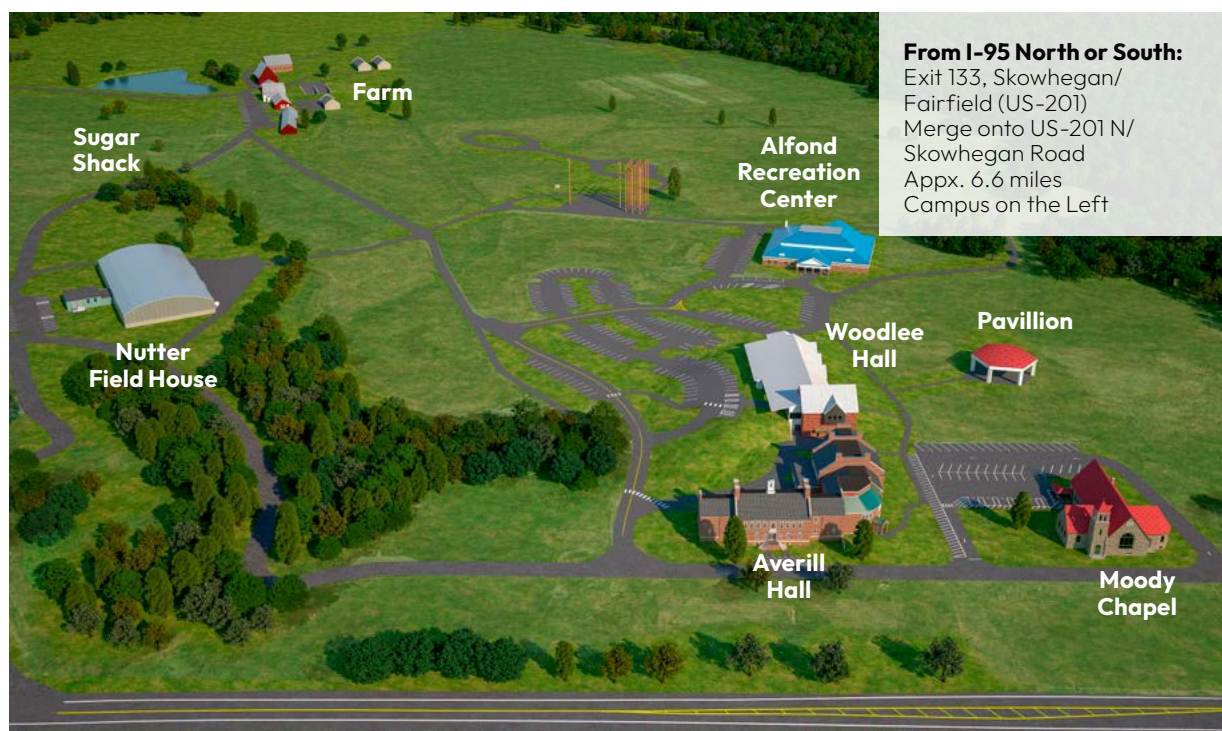 From I-95 North or South:
Exit 133, Skowhegan/
Fairfield (US-201)
Merge onto US-201 N/
Skowhegan Road
Appx. 6.6 miles
Campus on the Left
Farm
Sugar
Shack
Alfond
Recreation
Center
Nutter
Field House
Woodlee
Hall
Pavillion
Averill
Hall
Moody
Chapel